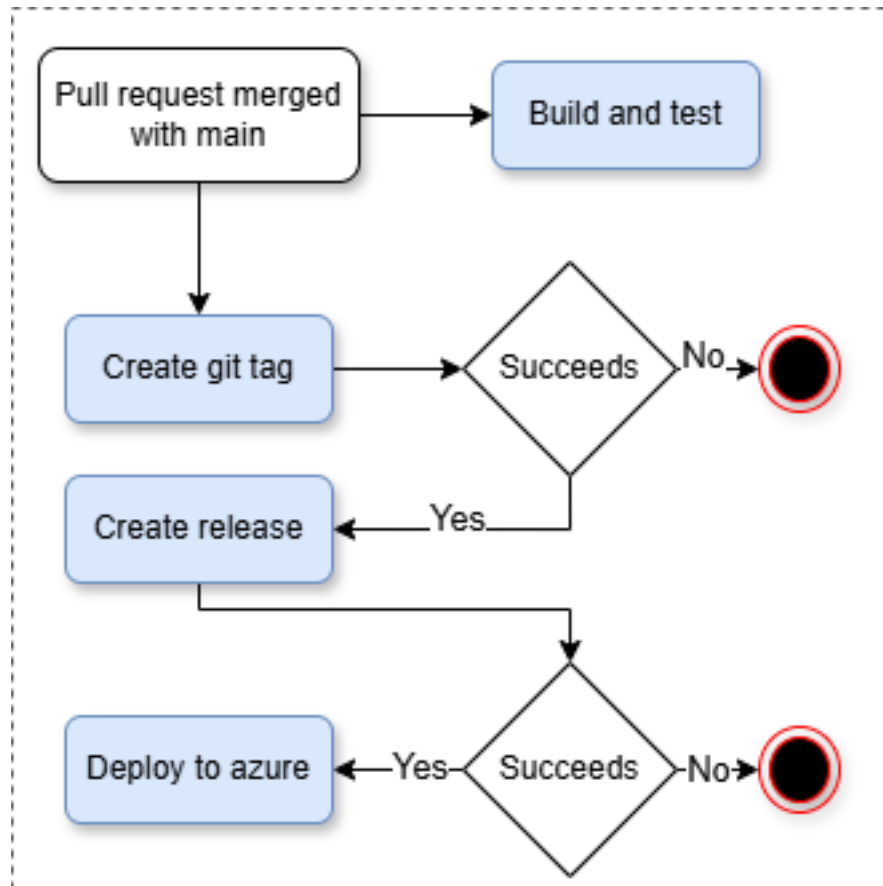 Pull request merged
with main
Build and test
Create git tag
Succeeds
No
Create release
Yes
Deploy to azure
Yes
Succeeds
No